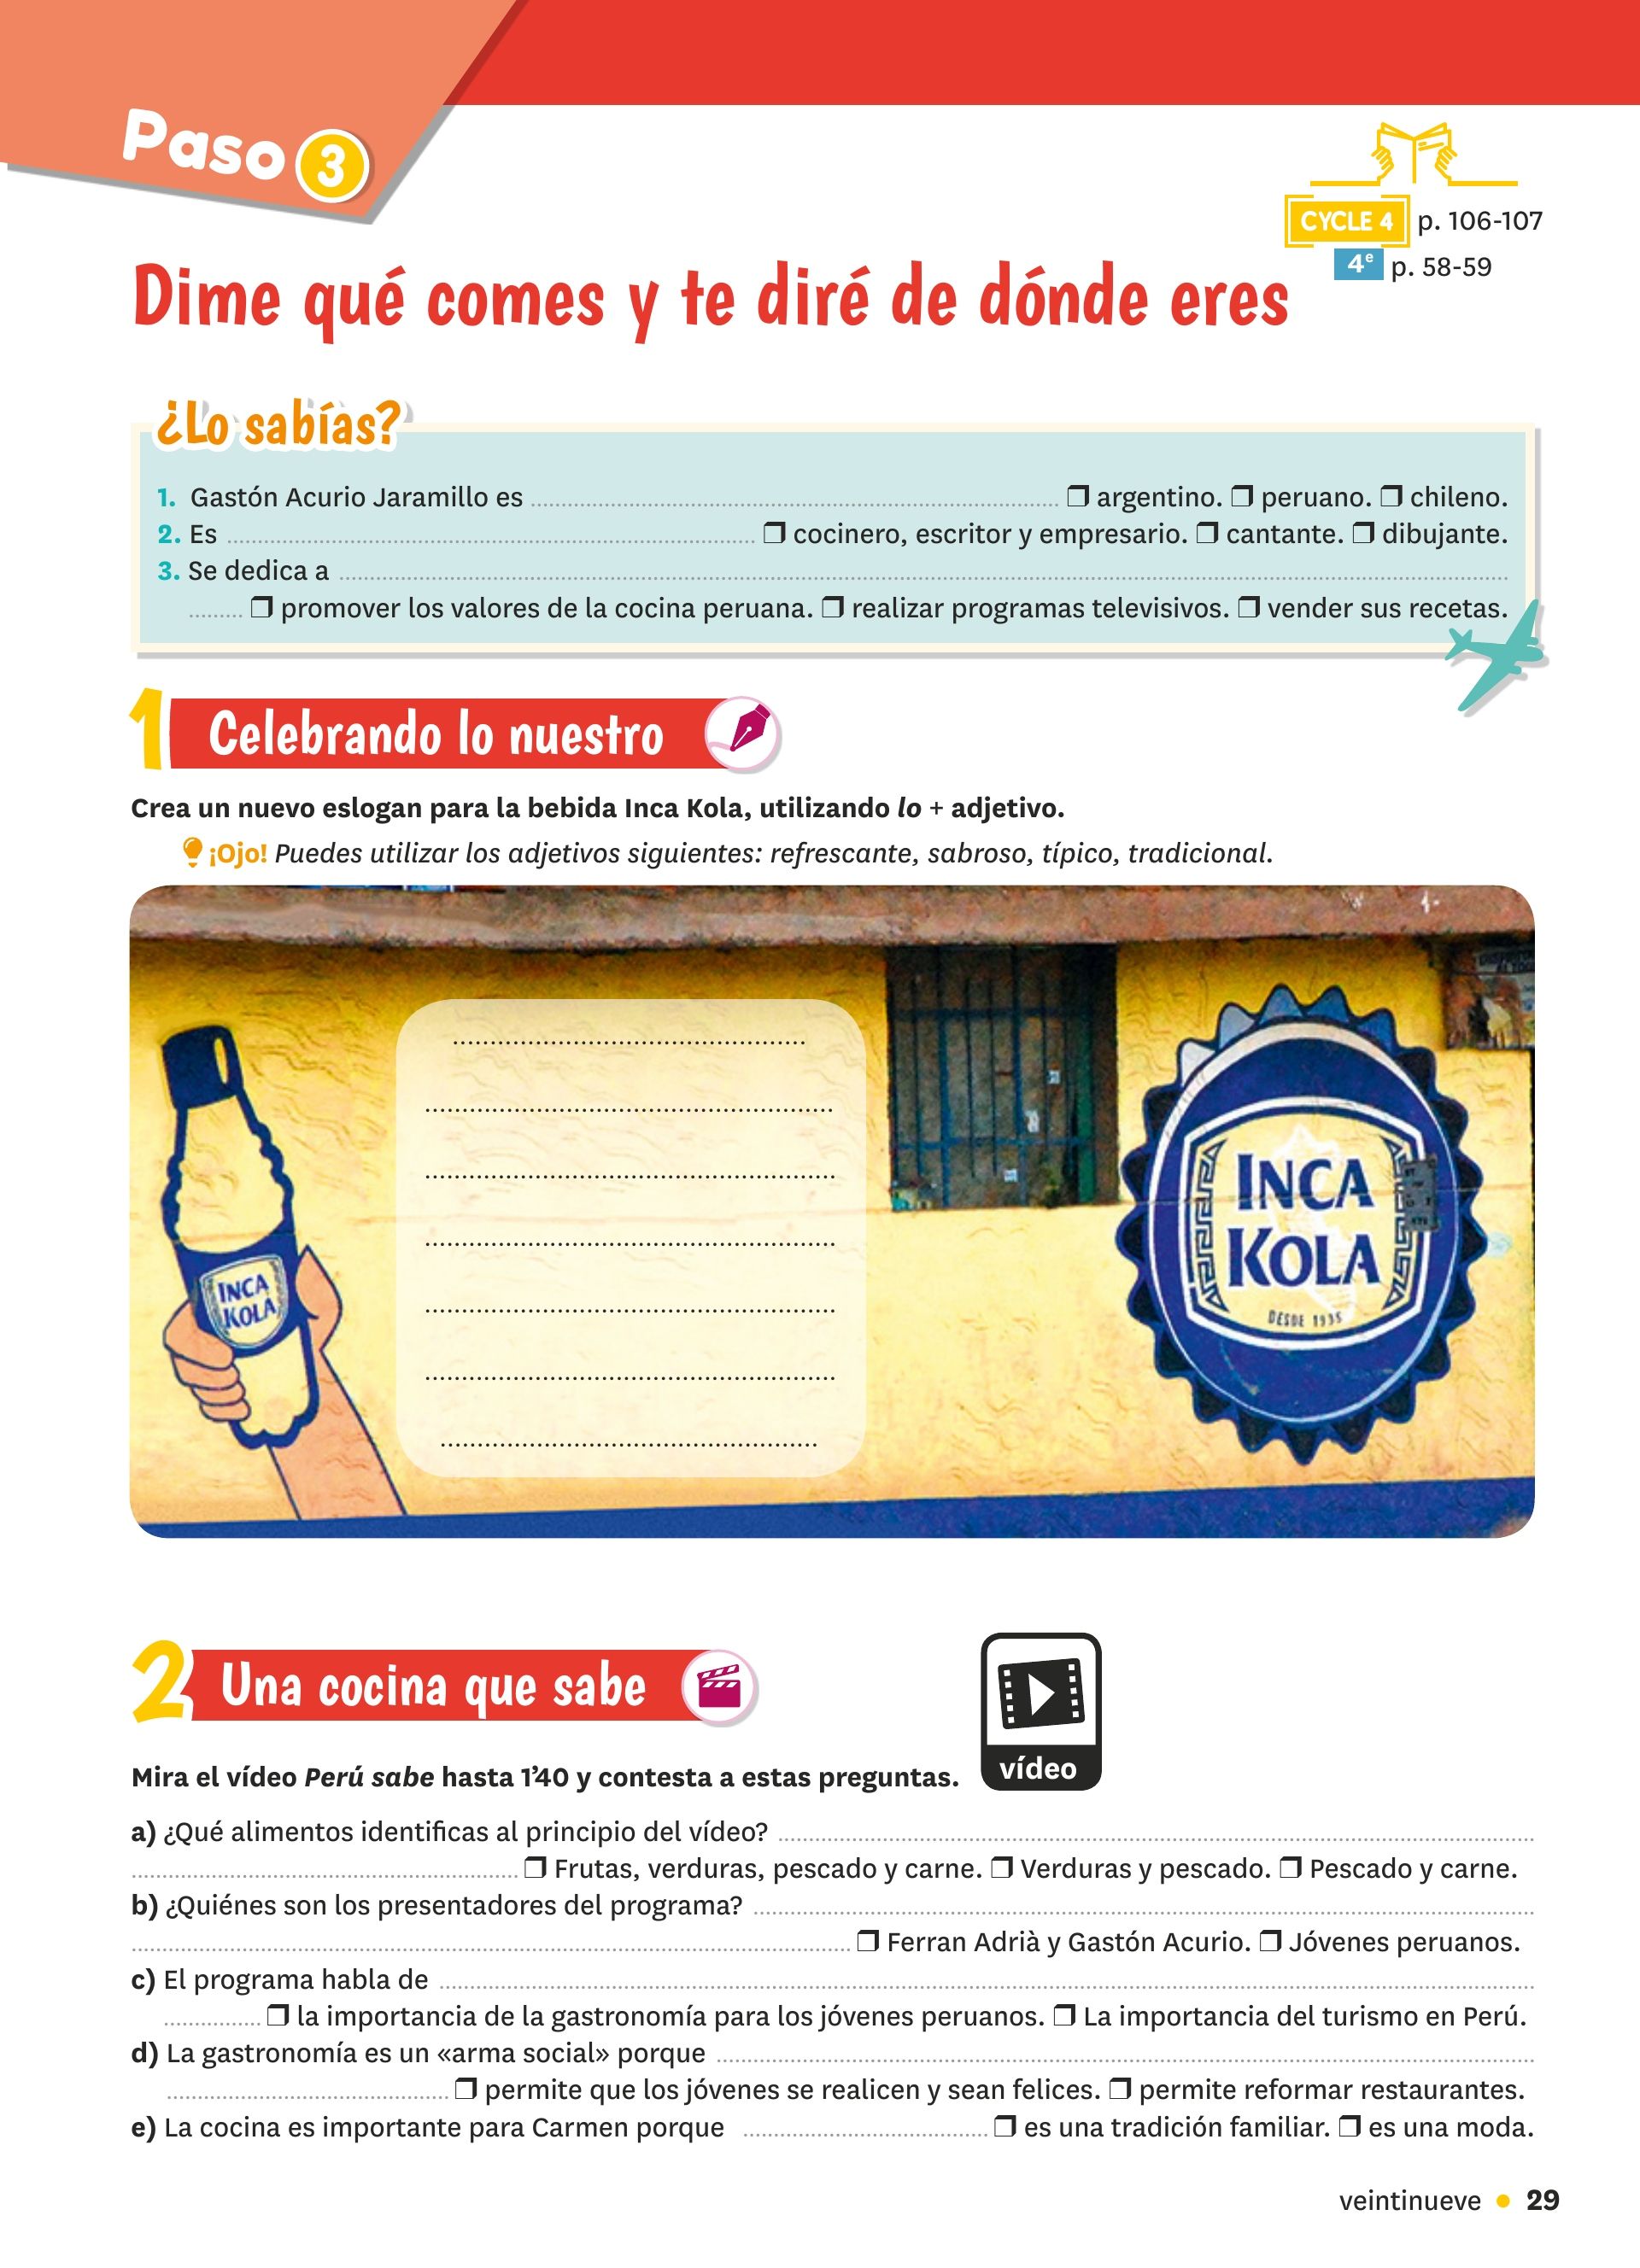 Paso 3
CYCLE 4 p. 106-107
4e p. 58-59
Dime qué comes y te diré de dónde eres
¿Lo sabías?
1. Gastón Acurio Jaramillo es ........ ❒ argentino. ❒ peruano. ❒ chileno.
2. Es ........ ❒ cocinero, escritor y empresario. ❒ cantante. ❒ dibujante.
3. Se dedica a ........
........ ❒ promover los valores de la cocina peruana. ❒ realizar programas televisivos. ❒ vender sus recetas.
1 Celebrando lo nuestro
Crea un nuevo eslogan para la bebida Inca Kola, utilizando lo + adjetivo.
¡Ojo! Puedes utilizar los adjetivos siguientes: refrescante, sabroso, típico, tradicional.
INCA
KOLA
INCA
KOLA
DESDE 1935
2 Una cocina que sabe
vídeo
Mira el vídeo Perú sabe hasta 1’40 y contesta a estas preguntas.
a) ¿Qué alimentos identificas al principio del vídeo? ........
........ ❒ Frutas, verduras, pescado y carne. ❒ Verduras y pescado. ❒ Pescado y carne.
b) ¿Quiénes son los presentadores del programa? ........
........ ❒ Ferran Adrià y Gastón Acurio. ❒ Jóvenes peruanos.
c) El programa habla de ........
........ ❒ la importancia de la gastronomía para los jóvenes peruanos. ❒ La importancia del turismo en Perú.
d) La gastronomía es un «arma social» porque ........
........ ❒ permite que los jóvenes se realicen y sean felices. ❒ permite reformar restaurantes.
e) La cocina es importante para Carmen porque ........ ❒ es una tradición familiar. ❒ es una moda.
veintinueve • 29